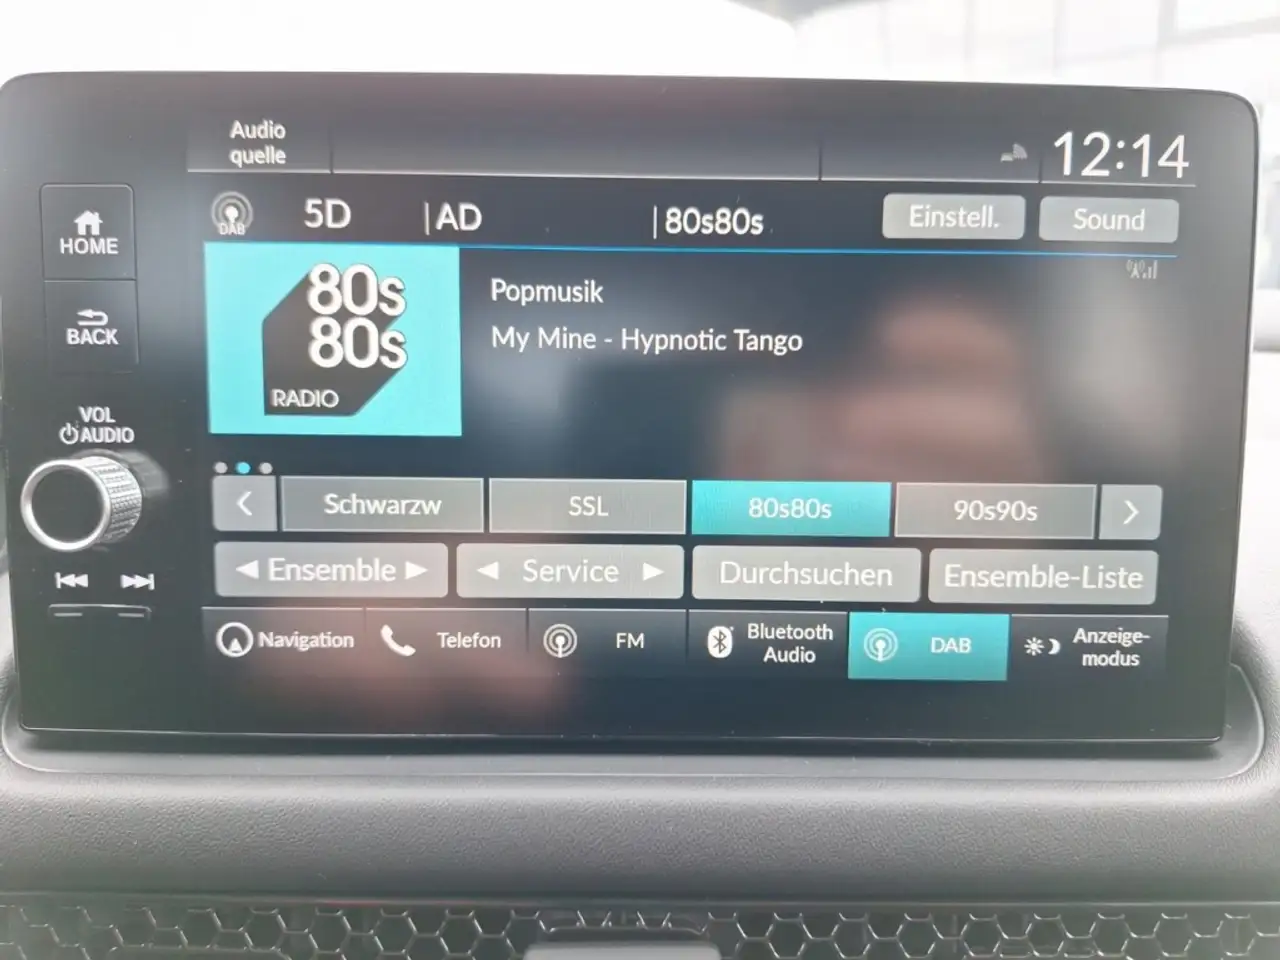 Audio
quelle
12:14
HOME
DAB
5D
|AD
|80s80s
Einstell.
Sound
80s
80s
RADIO
Popmusik
My Mine - Hypnotic Tango
BACK
VOL
AUDIO
Schwarzw
SSL
80s80s
90s90s
Ensemble
Service
Durchsuchen
Ensemble-Liste
Navigation
Telefon
FM
Bluetooth
Audio
DAB
Anzeige-
modus